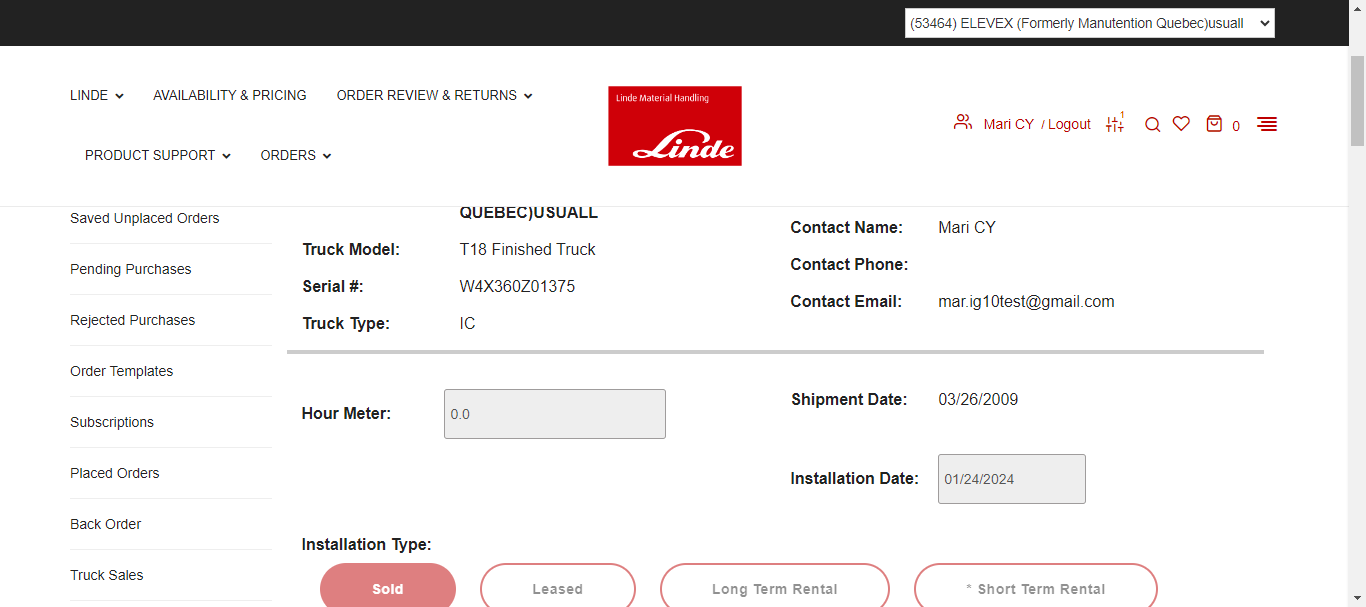 (53464) ELEVEX (Formerly Manutention Quebec)usuall
LINDE
AVAILABILITY & PRICING
ORDER REVIEW & RETURNS
PRODUCT SUPPORT
ORDERS
Linde Material Handling
Linde
Mari CY / Logout
1
0
Saved Unplaced Orders
Pending Purchases
Rejected Purchases
Order Templates
Subscriptions
Placed Orders
Back Order
Truck Sales
QUEBEC)USUALL
Truck Model: T18 Finished Truck
Serial #: W4X360Z01375
Truck Type: IC
Contact Name: Mari CY
Contact Phone:
Contact Email: mar.ig10test@gmail.com
Hour Meter: 0.0
Shipment Date: 03/26/2009
Installation Date: 01/24/2024
Installation Type:
Sold Leased Long Term Rental * Short Term Rental